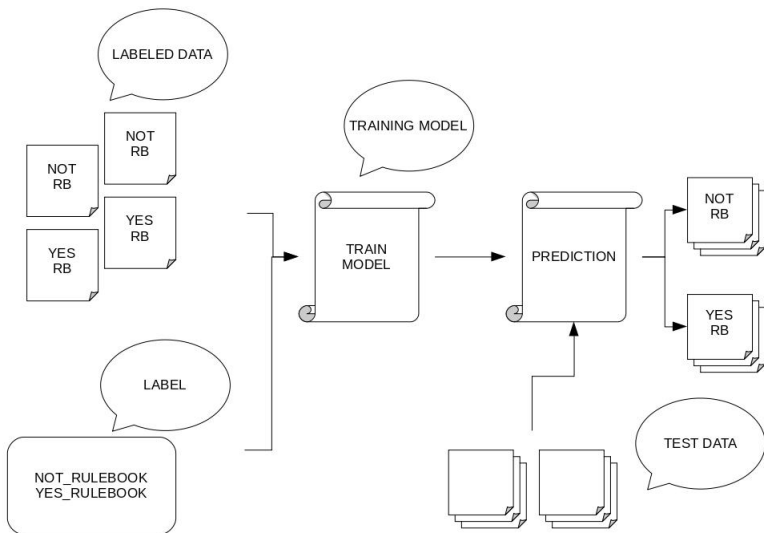 LABELED DATA
NOT
RB
NOT
RB
YES
RB
YES
RB
TRAINING MODEL
TRAIN
MODEL
PREDICTION
NOT
RB
YES
RB
LABEL
NOT_RULEBOOK
YES_RULEBOOK
TEST DATA